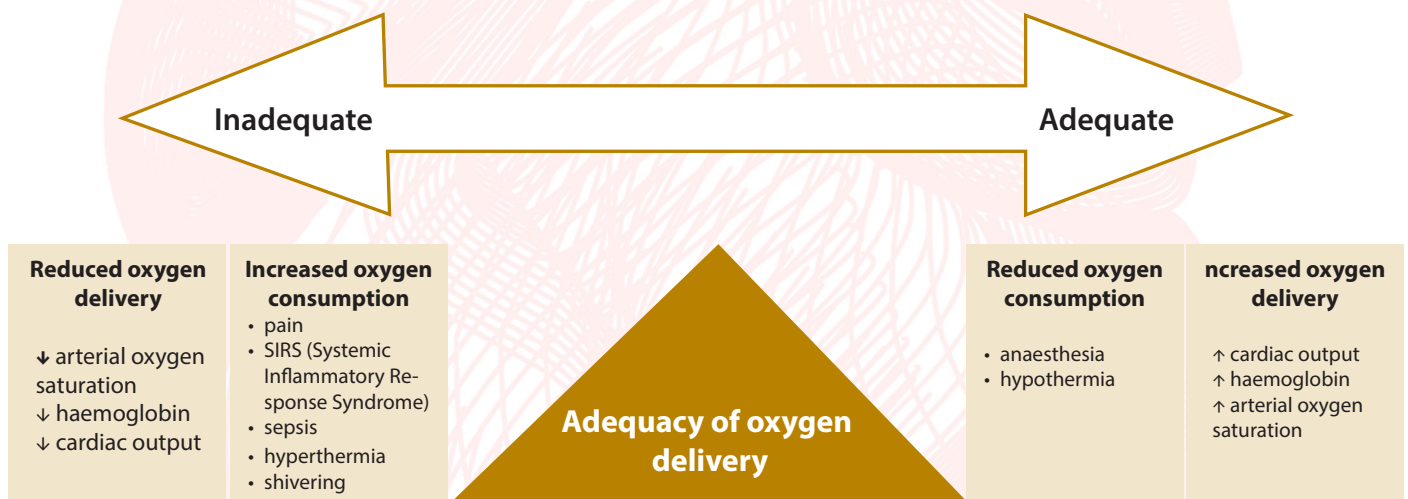 Inadequate
Adequate
Reduced oxygen
delivery
↓ arterial oxygen
saturation
↓ haemoglobin
↓ cardiac output
Increased oxygen
consumption
• pain
• SIRS (Systemic
Inflammatory Re-
sponse Syndrome)
• sepsis
• hyperthermia
• shivering
Adequacy of oxygen
delivery
Reduced oxygen
consumption
• anaesthesia
• hypothermia
ncreased oxygen
delivery
↑ cardiac output
↑ haemoglobin
↑ arterial oxygen
saturation